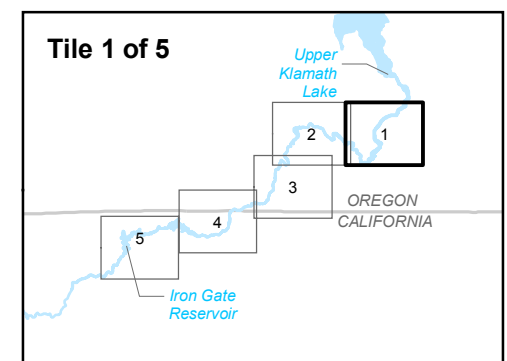 Tile 1 of 5
Upper
Klamath
Lake
2
1
3
OREGON
CALIFORNIA
4
5
Iron Gate
Reservoir